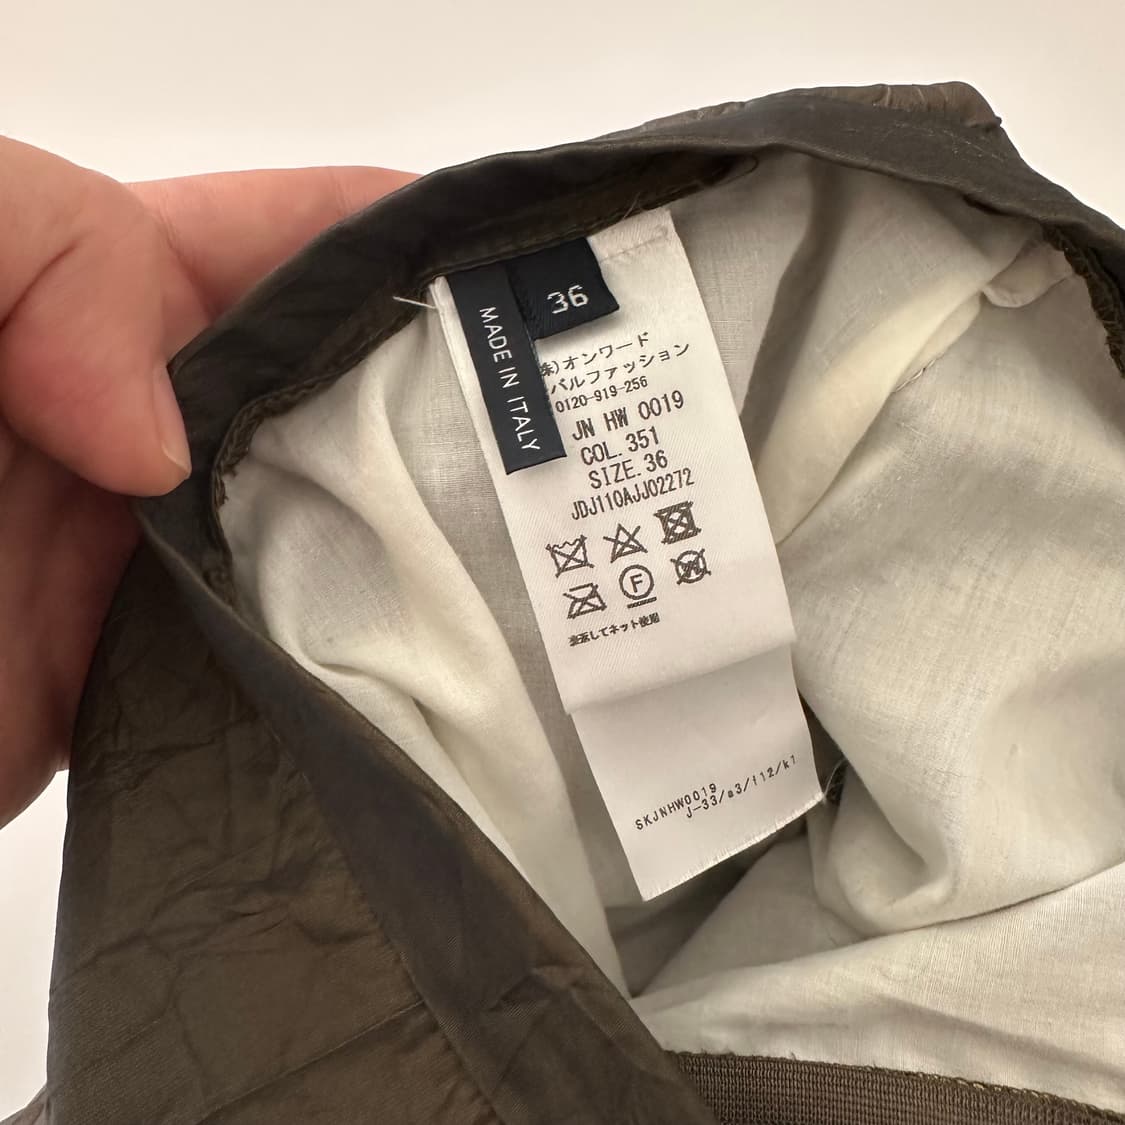 36
MADE IN ITALY
株)オンワード
バルファッション
0120-919-256
JN HW 0019
COL. 351
SIZE. 36
JDJ110AJJ02272
F
W
裏返してネット使用
SKJNHW0019
J-33/a3/f12/k1